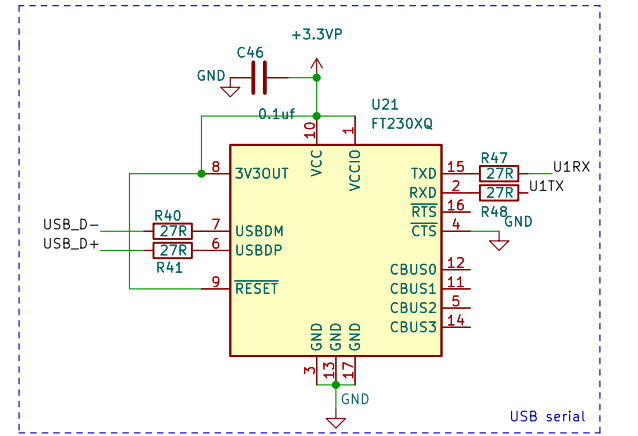 +3.3VP
C46
GND
0.1uf
U21
FT230XQ
10
1
VCC
VCCIO
8
3V3OUT
TXD
15
R47
27R
U1RX
RXD
2
27R
U1TX
R48
RTS
16
GND
CTS
4
USB_D-
R40
27R
7
USBDM
USB_D+
27R
6
USBDP
R41
9
RESET
CBUS0
12
CBUS1
11
CBUS2
5
CBUS3
14
GND
GND
GND
3
13
17
GND
USB serial